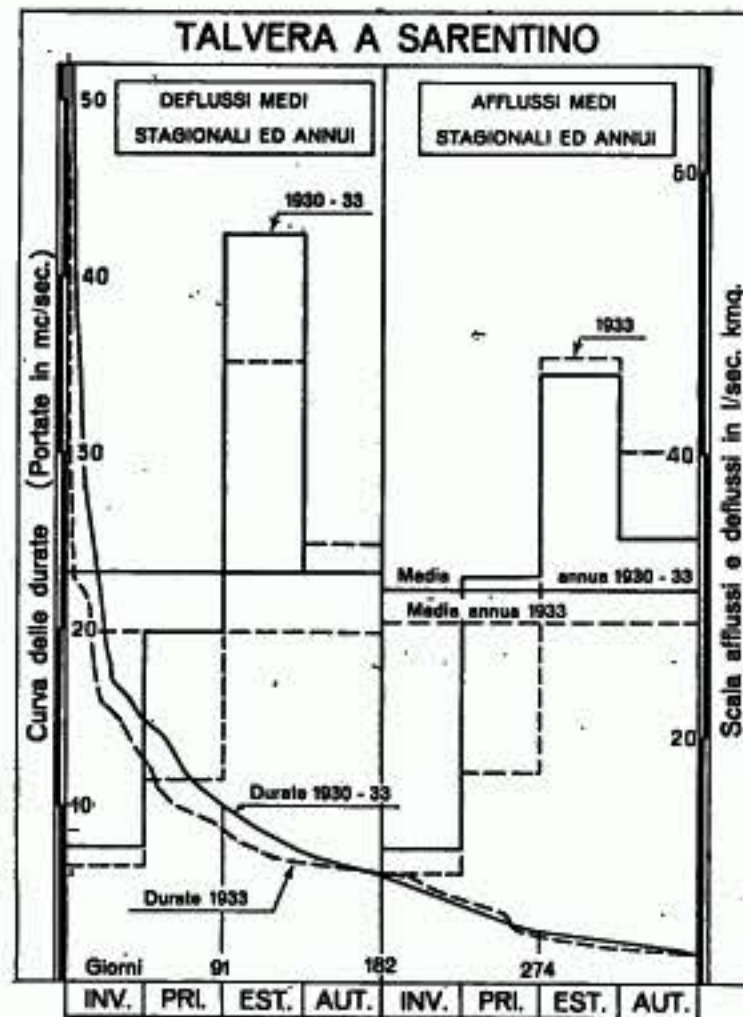 TALVERA A SARENTINO
DEFLUSSI MEDI
STAGIONALI ED ANNUI
AFFLUSSI MEDI
STAGIONALI ED ANNUI
50
40
30
20
10
60
40
20
1930 - 33
1933
Curva delle durate (Portate in mc/sec.)
Scala afflussi e deflussi in l/sec. kmq.
Media annua 1930 - 33
Media annua 1933
Durate 1930 - 33
Durate 1933
Giorni 91 182 274
INV. PRI. EST. AUT. INV. PRI. EST. AUT.